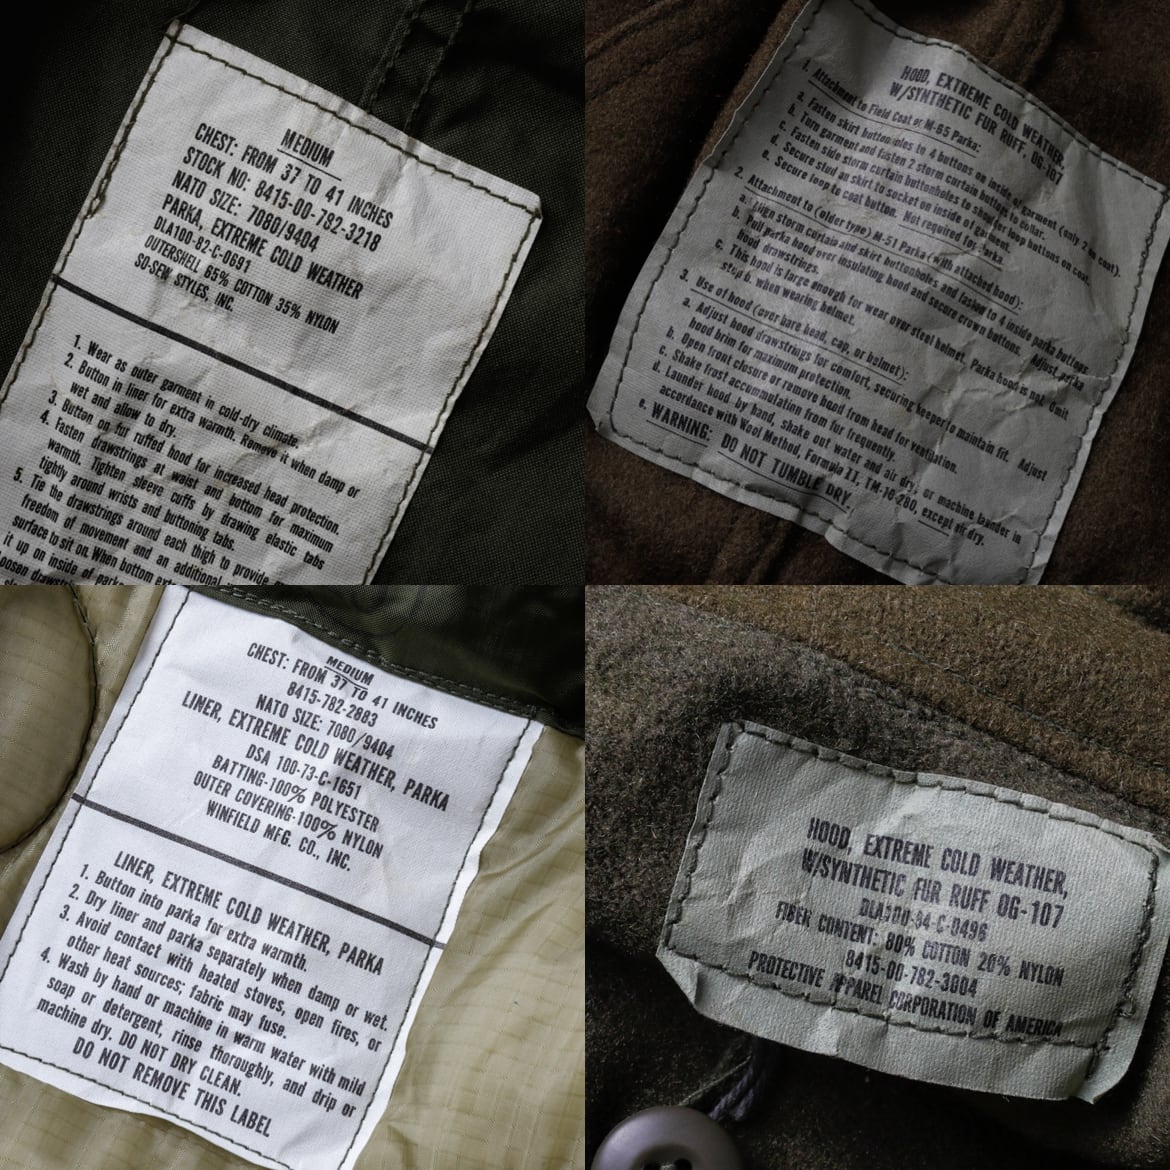 MEDIUM
CHEST: FROM 37 TO 41 INCHES
STOCK NO: 8415-00-782-3218
NATO SIZE: 7080/9404
PARKA, EXTREME COLD WEATHER
DLA100-82-C-0691
OUTERSHELL 65% COTTON 35% NYLON
SO-SEW STYLES, INC.
1. Wear as outer garment in cold-dry climate.
2. Button in liner for extra warmth. Remove it when damp or
wet and allow to dry.
3. Button on fur ruffed hood for increased head protection.
4. Fasten drawstrings at waist and bottom for maximum
warmth. Tighten sleeve cuffs by drawing elastic tabs
tightly around wrists and buttoning tabs.
5. Tie the drawstrings around each thigh to provide
freedom of movement and an additional
surface to sit on. When bottom
it up on inside of
HOOD, EXTREME COLD WEATHER,
W/SYNTHETIC FUR RUFF, OG-107
1. Attachment to Field Coat or M-65 Parka:
a. Fasten skirt buttonholes to 4 buttons on inside of garment (only 2 on coat).
b. Turn garment and fasten 2 storm curtain buttons to collar.
c. Fasten side storm curtain buttonholes to shoulder loop buttons on coat.
d. Secure stud on skirt to socket on inside of garment.
e. Secure loop to coat button. Not required for parka.
2. Attachment to (older type) M-51 Parka (with attached hood):
a. Align storm curtain and skirt buttonholes and fasten to 4 inside parka buttons.
b. Pull parka hood over insulating hood and secure crown buttons. Adjust parka
hood drawstrings.
c. This hood is large enough for wear over steel helmet. Parka hood is not. Omit
step b. when wearing helmet.
3. Use of hood (over bare head, cap, or helmet):
a. Adjust hood drawstrings for comfort, securing keeper to maintain fit. Adjust
hood brim for maximum protection.
b. Open front closure or remove hood from head for ventilation.
c. Shake frost accumulation from fur frequently.
d. Launder hood by hand, shake out water and air dry, or machine launder in
accordance with Wool Method, Formula II, TM-10-280, except air dry.
e. WARNING: DO NOT TUMBLE DRY.
MEDIUM
CHEST: FROM 37 TO 41 INCHES
8415-782-2883
NATO SIZE: 7080/9404
LINER, EXTREME COLD WEATHER, PARKA
DSA 100-73-C-1651
BATTING-100% POLYESTER
OUTER COVERING-100% NYLON
WINFIELD MFG. CO., INC.
LINER, EXTREME COLD WEATHER, PARKA
1. Button into parka for extra warmth.
2. Dry liner and parka separately when damp or wet.
3. Avoid contact with heated stoves, open fires, or
other heat sources; fabric may fuse.
4. Wash by hand or machine in warm water with mild
soap or detergent, rinse thoroughly, and drip or
machine dry. DO NOT DRY CLEAN.
DO NOT REMOVE THIS LABEL
HOOD, EXTREME COLD WEATHER,
W/SYNTHETIC FUR RUFF OG-107
DLA100-84-C-0496
FIBER CONTENT: 80% COTTON 20% NYLON
8415-00-782-3004
PROTECTIVE APPAREL CORPORATION OF AMERICA